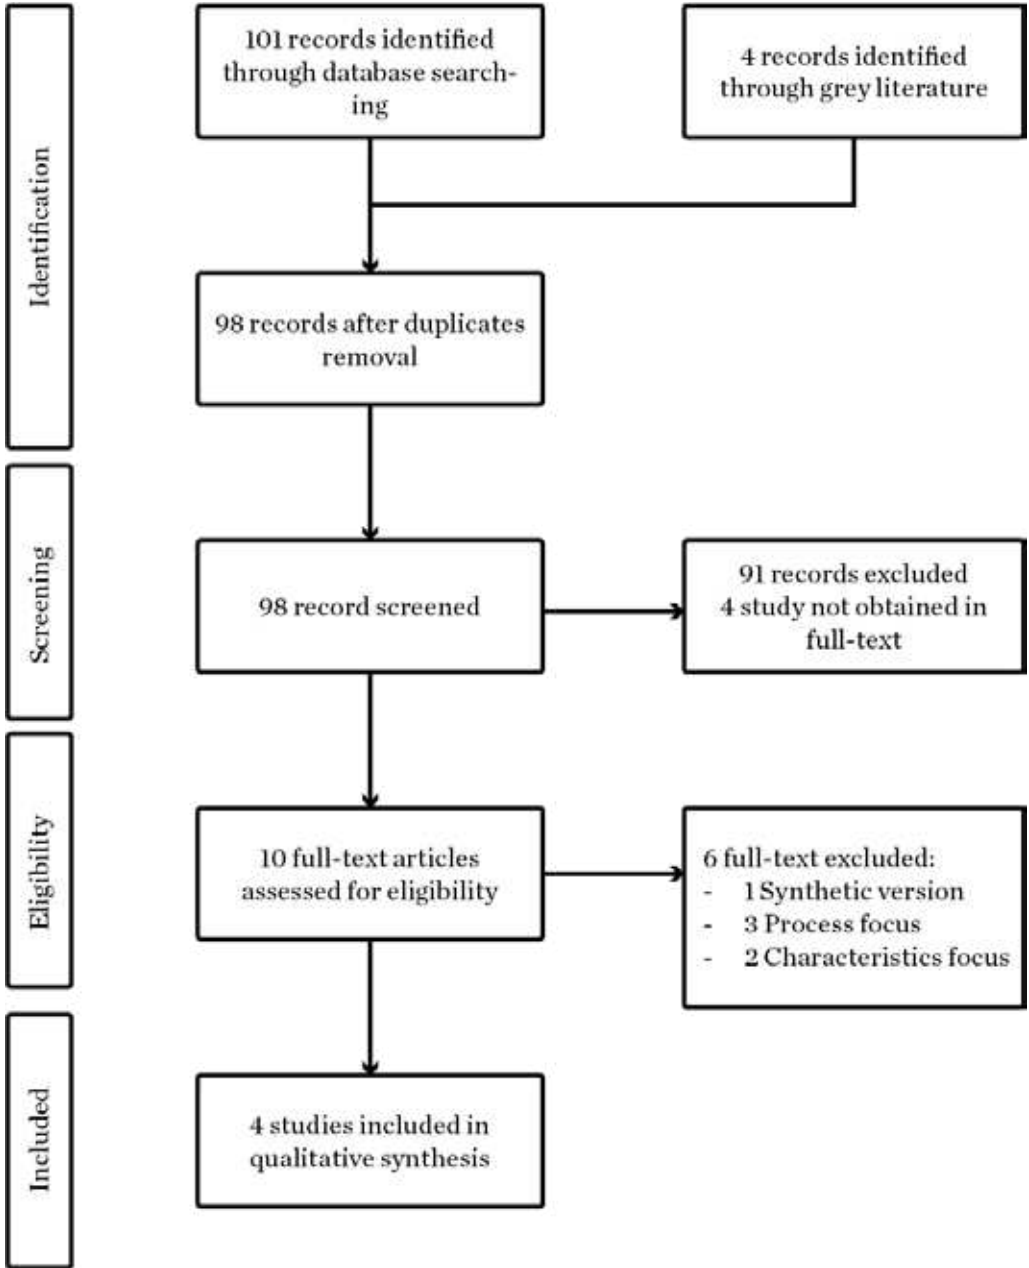 101 records identified
through database search-
ing
4 records identified
through grey literature
Identification
98 records after duplicates
removal
Screening
98 record screened
91 records excluded
4 study not obtained in
full-text
Eligibility
10 full-text articles
assessed for eligibility
6 full-text excluded:
- 1 Synthetic version
- 3 Process focus
- 2 Characteristics focus
Included
4 studies included in
qualitative synthesis